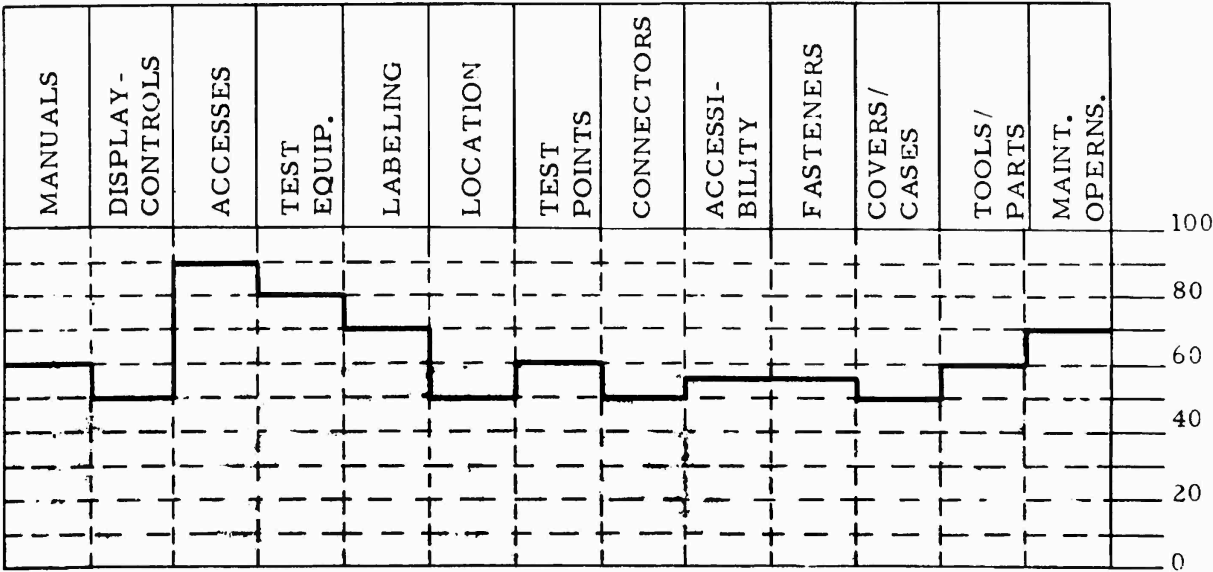 MANUALS
DISPLAY-
CONTROLS
ACCESSES
TEST
EQUIP.
LABELING
LOCATION
TEST
POINTS
CONNECTORS
ACCESSI-
BILITY
FASTENERS
COVERS/
CASES
TOOLS/
PARTS
MAINT.
OPERNS.
100
80
60
40
20
0